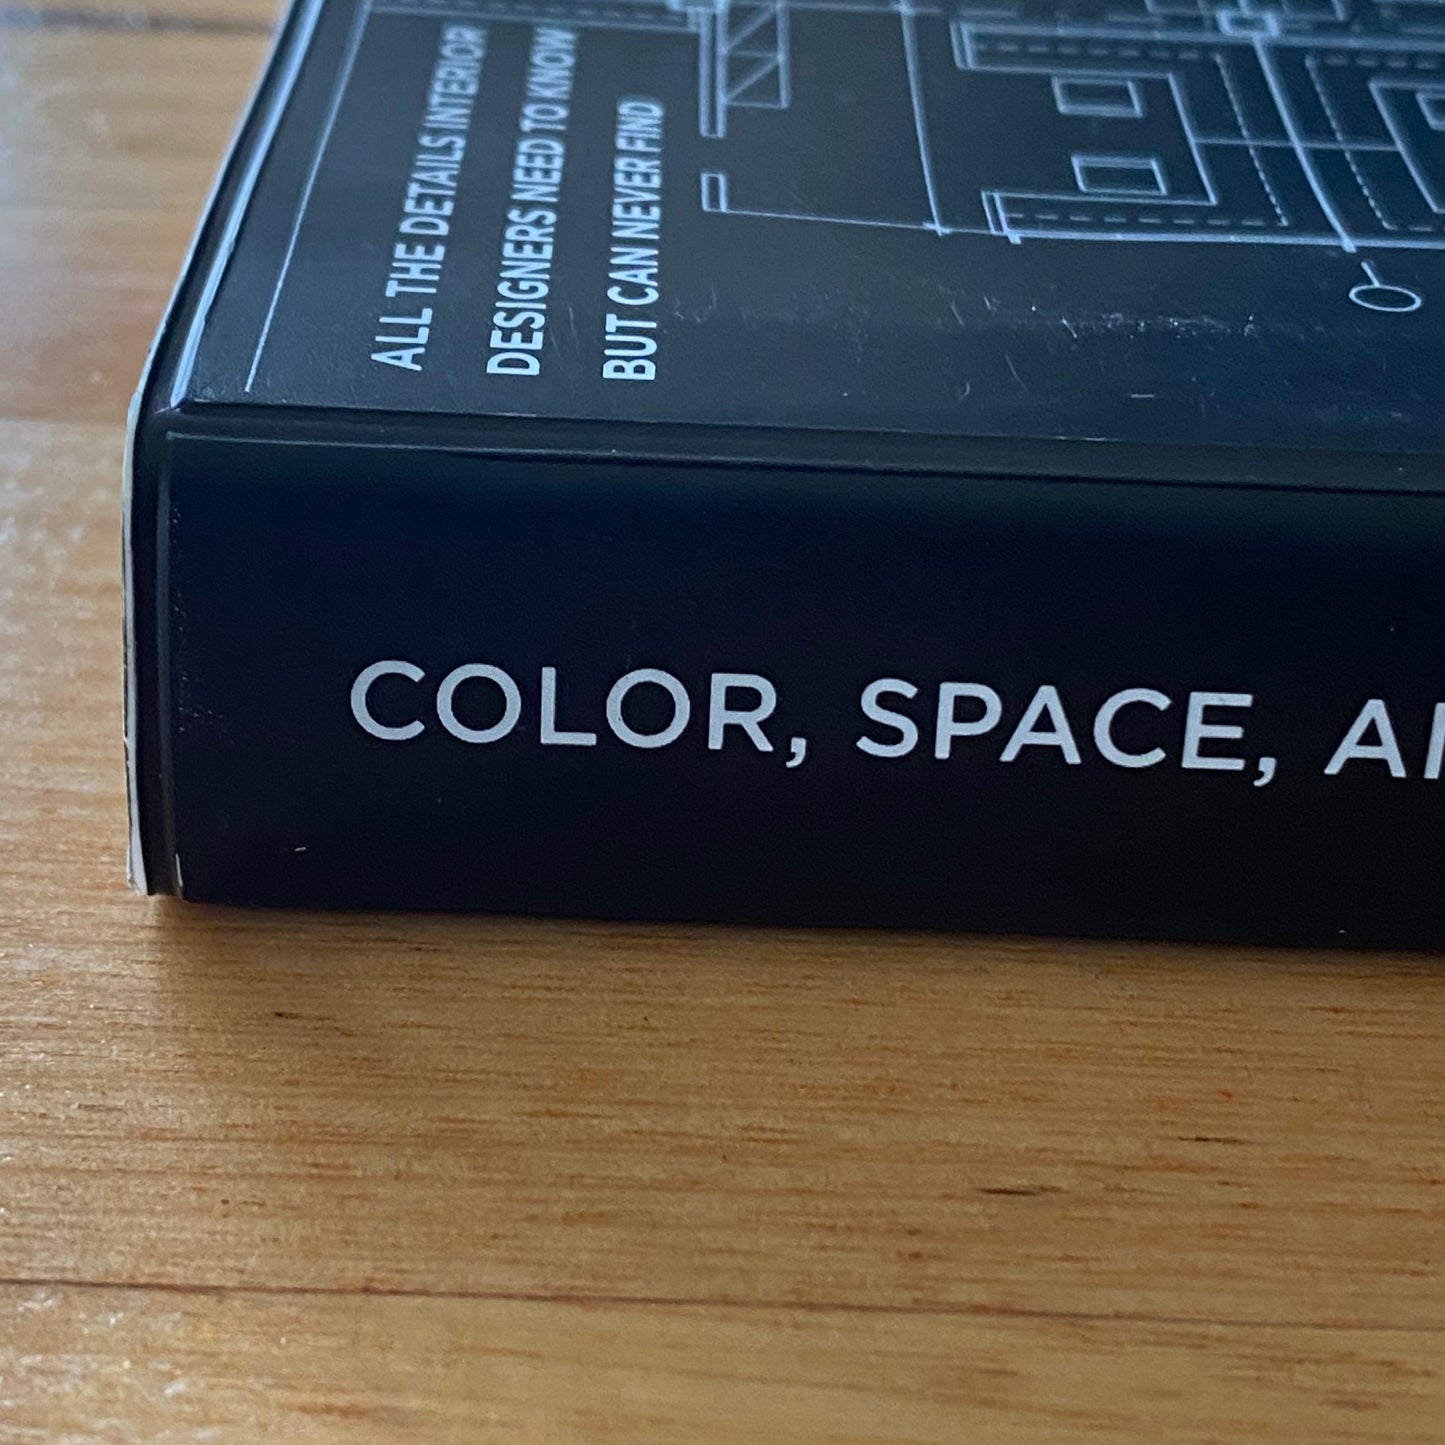 ALL THE DETAILS INTERIOR
DESIGNERS NEED TO KNOW
BUT CAN NEVER FIND
COLOR, SPACE,